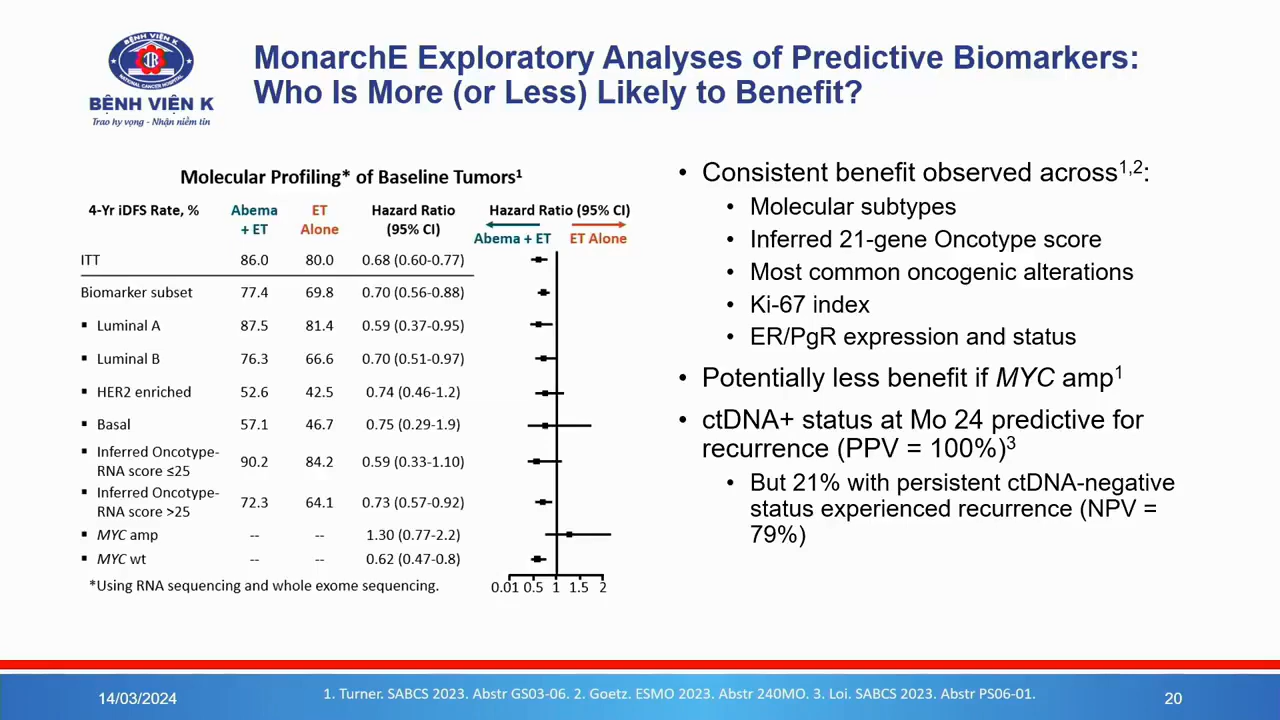 BỆNH VIỆN K
NATIONAL CANCER HOSPITAL
BỆNH VIỆN K
Trao hy vọng - Nhận niềm tin
MonarchE Exploratory Analyses of Predictive Biomarkers:
Who Is More (or Less) Likely to Benefit?
Molecular Profiling* of Baseline Tumors1
4-Yr iDFS Rate, % Abema + ET ET Alone Hazard Ratio (95% CI) Hazard Ratio (95% CI)
Abema + ET ET Alone
ITT 86.0 80.0 0.68 (0.60-0.77)
Biomarker subset 77.4 69.8 0.70 (0.56-0.88)
▪ Luminal A 87.5 81.4 0.59 (0.37-0.95)
▪ Luminal B 76.3 66.6 0.70 (0.51-0.97)
▪ HER2 enriched 52.6 42.5 0.74 (0.46-1.2)
▪ Basal 57.1 46.7 0.75 (0.29-1.9)
▪ Inferred Oncotype-
RNA score ≤25 90.2 84.2 0.59 (0.33-1.10)
▪ Inferred Oncotype-
RNA score >25 72.3 64.1 0.73 (0.57-0.92)
▪ MYC amp -- -- 1.30 (0.77-2.2)
▪ MYC wt -- -- 0.62 (0.47-0.8)
*Using RNA sequencing and whole exome sequencing.
0.01 0.5 1 1.5 2
• Consistent benefit observed across1,2:
• Molecular subtypes
• Inferred 21-gene Oncotype score
• Most common oncogenic alterations
• Ki-67 index
• ER/PgR expression and status
• Potentially less benefit if MYC amp1
• ctDNA+ status at Mo 24 predictive for
recurrence (PPV = 100%)3
• But 21% with persistent ctDNA-negative
status experienced recurrence (NPV =
79%)
14/03/2024
1. Turner. SABCS 2023. Abstr GS03-06. 2. Goetz. ESMO 2023. Abstr 240MO. 3. Loi. SABCS 2023. Abstr PS06-01.
20